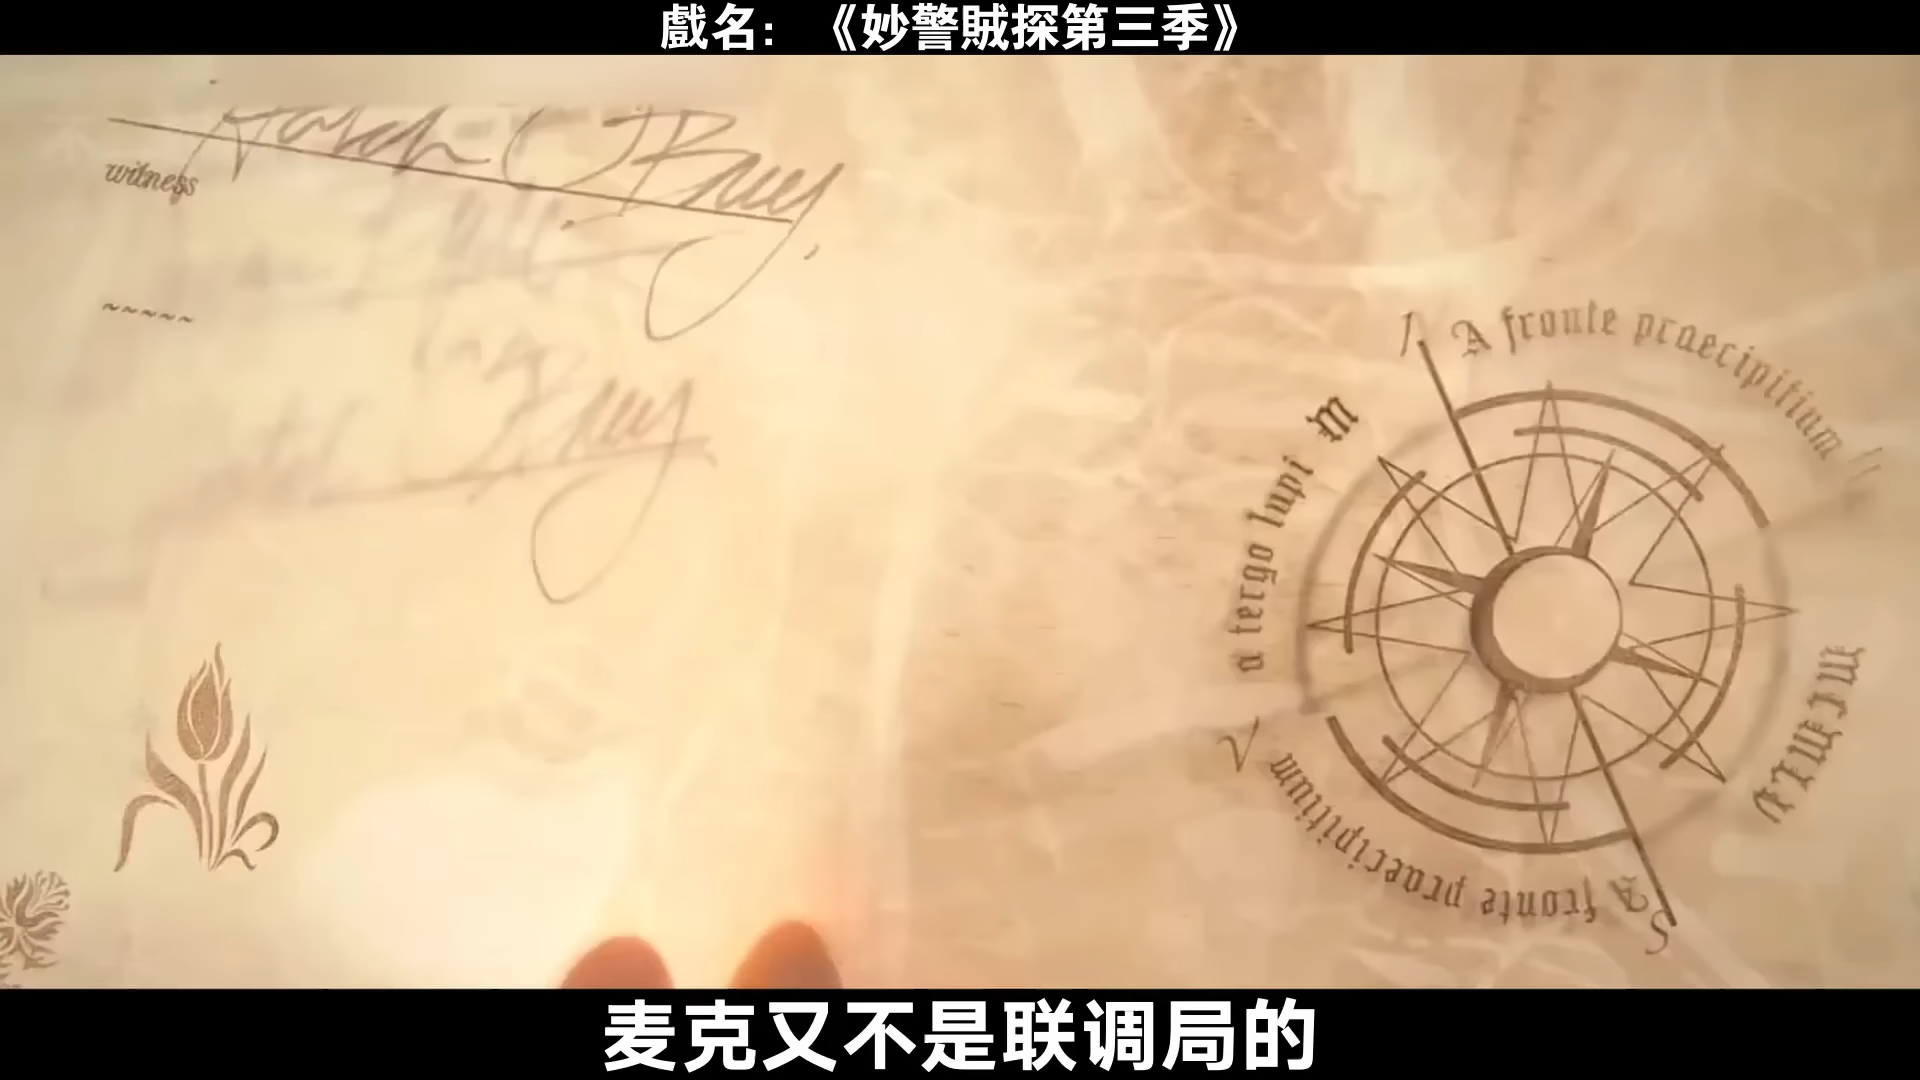 戲名：《妙警賊探第三季》
witness
~~~~~
A fronte praecipitium
a tergo lupi
A fronte praecipitium
麦克又不是联调局的